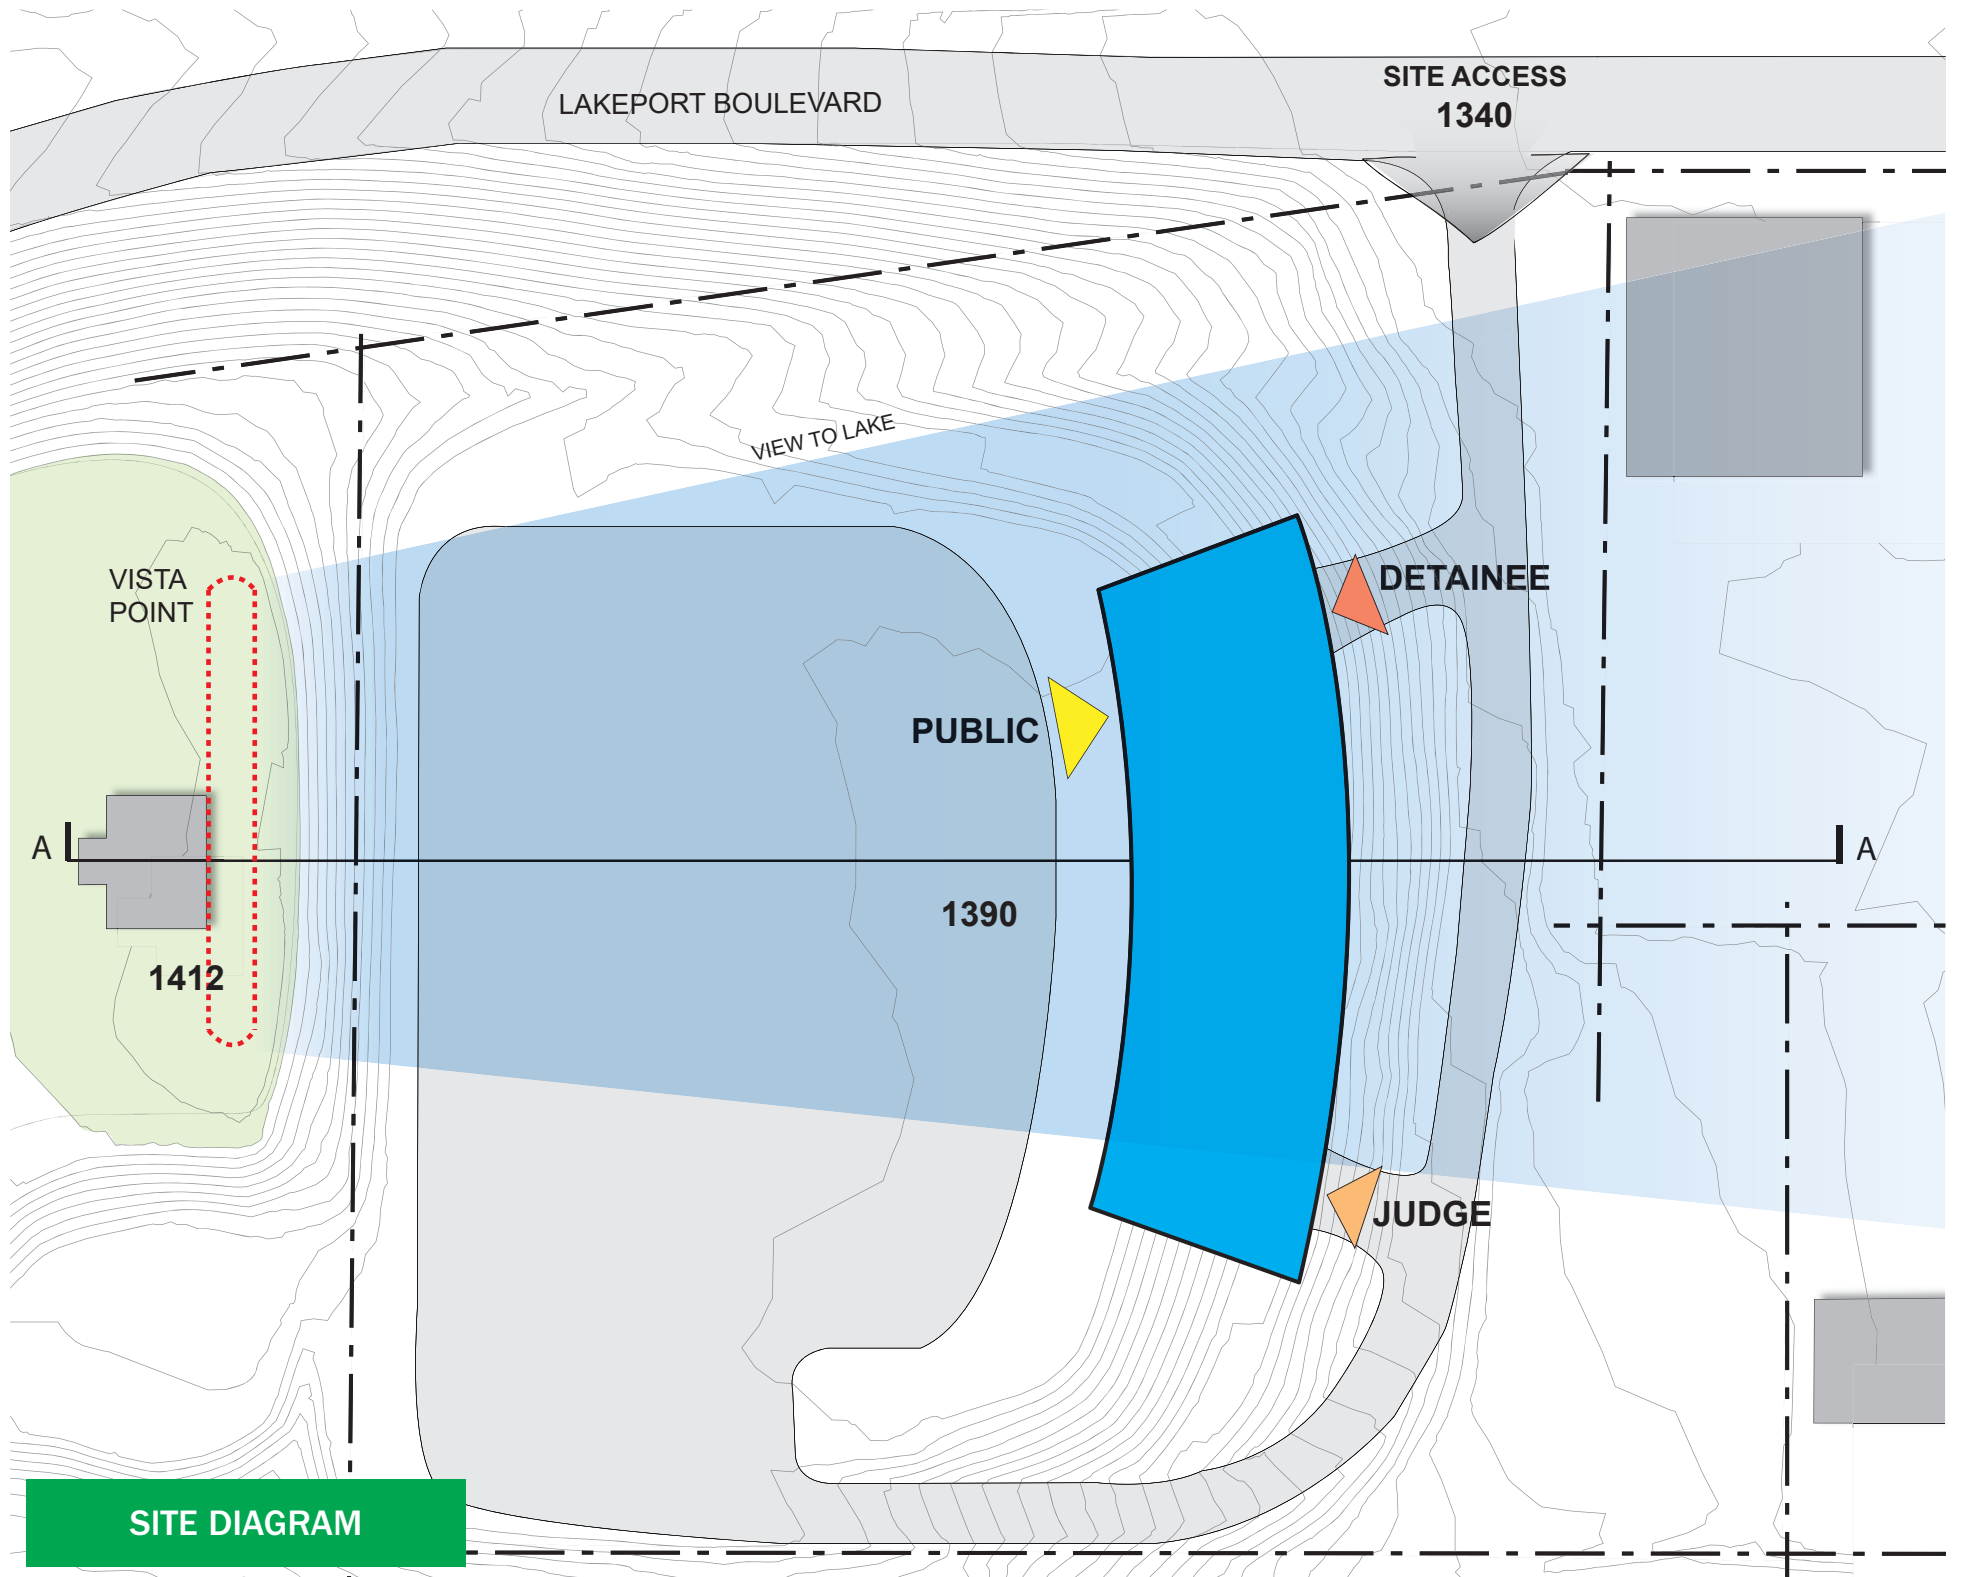 SITE ACCESS
1340
LAKEPORT BOULEVARD
VIEW TO LAKE
VISTA
POINT
DETAINEE
PUBLIC
A
A
1390
1412
JUDGE
SITE DIAGRAM